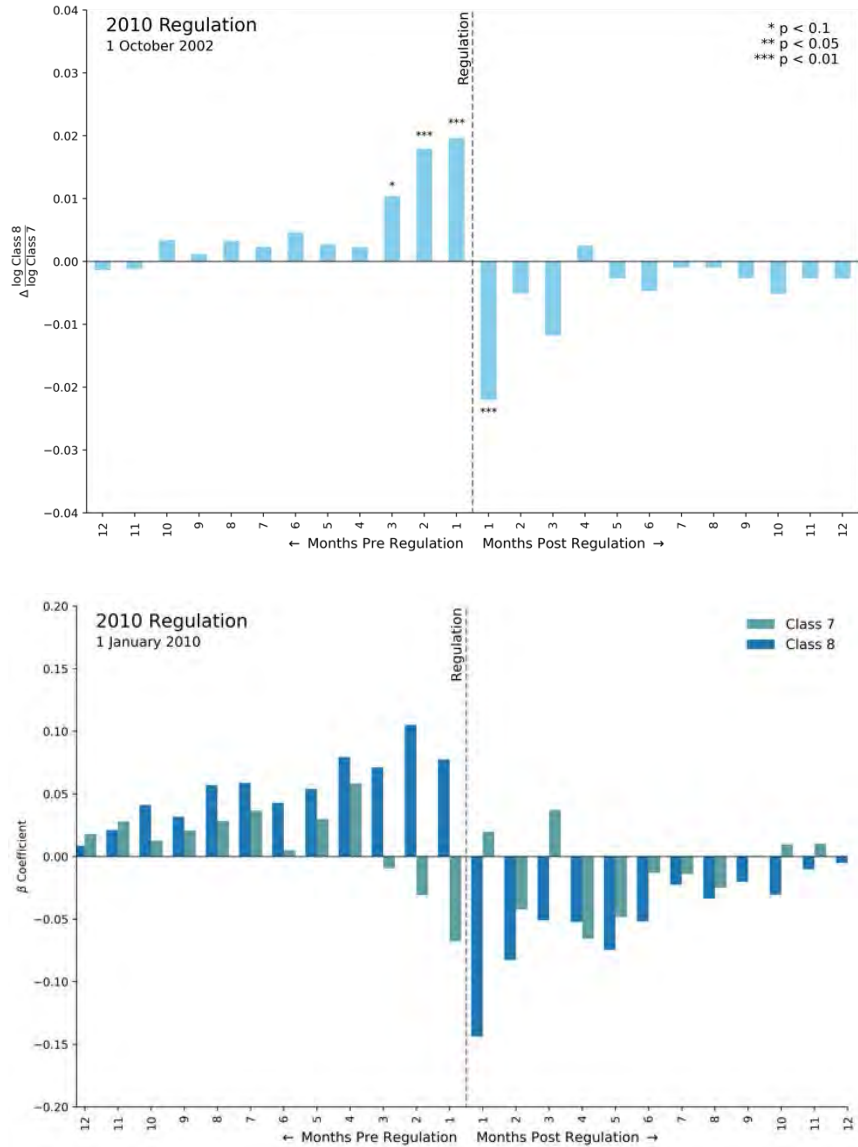 2010 Regulation
1 October 2002
Regulation
* p < 0.1
** p < 0.05
*** p < 0.01
0.04
0.03
0.02
0.01
0.00
−0.01
−0.02
−0.03
−0.04
Δ log Class 8
log Class 7
*
***
***
***
12 11 10 9 8 7 6 5 4 3 2 1 1 2 3 4 5 6 7 8 9 10 11 12
← Months Pre Regulation Months Post Regulation →
2010 Regulation
1 January 2010
Regulation
Class 7
Class 8
0.20
0.15
0.10
0.05
0.00
−0.05
−0.10
−0.15
−0.20
β Coefficient
12 11 10 9 8 7 6 5 4 3 2 1 1 2 3 4 5 6 7 8 9 10 11 12
← Months Pre Regulation Months Post Regulation →